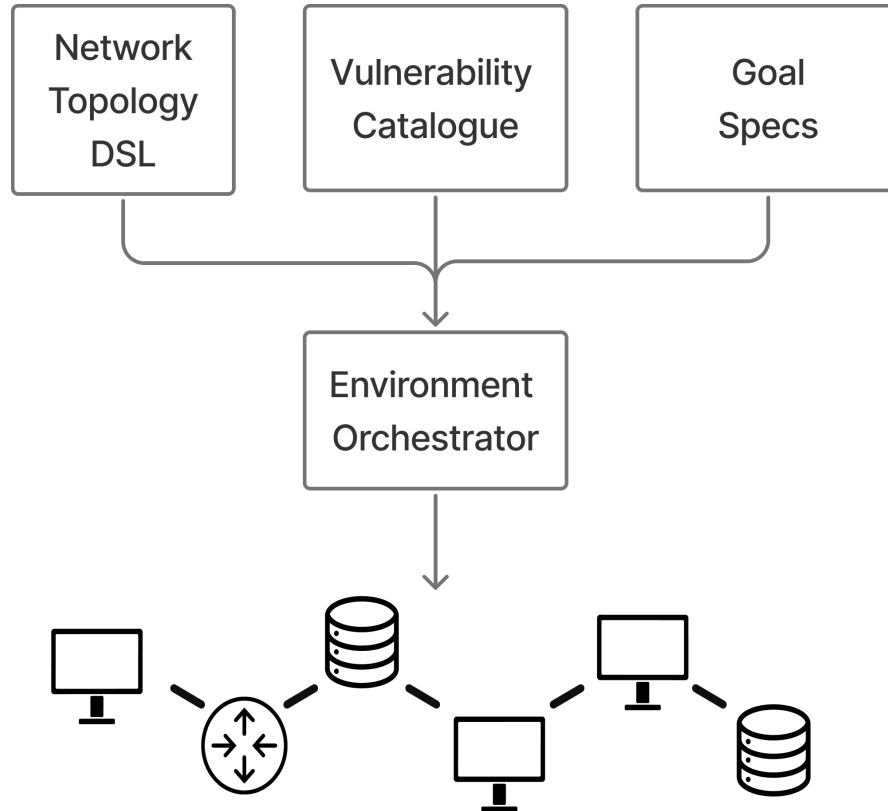 Network
Topology
DSL
Vulnerability
Catalogue
Goal
Specs
Environment
Orchestrator